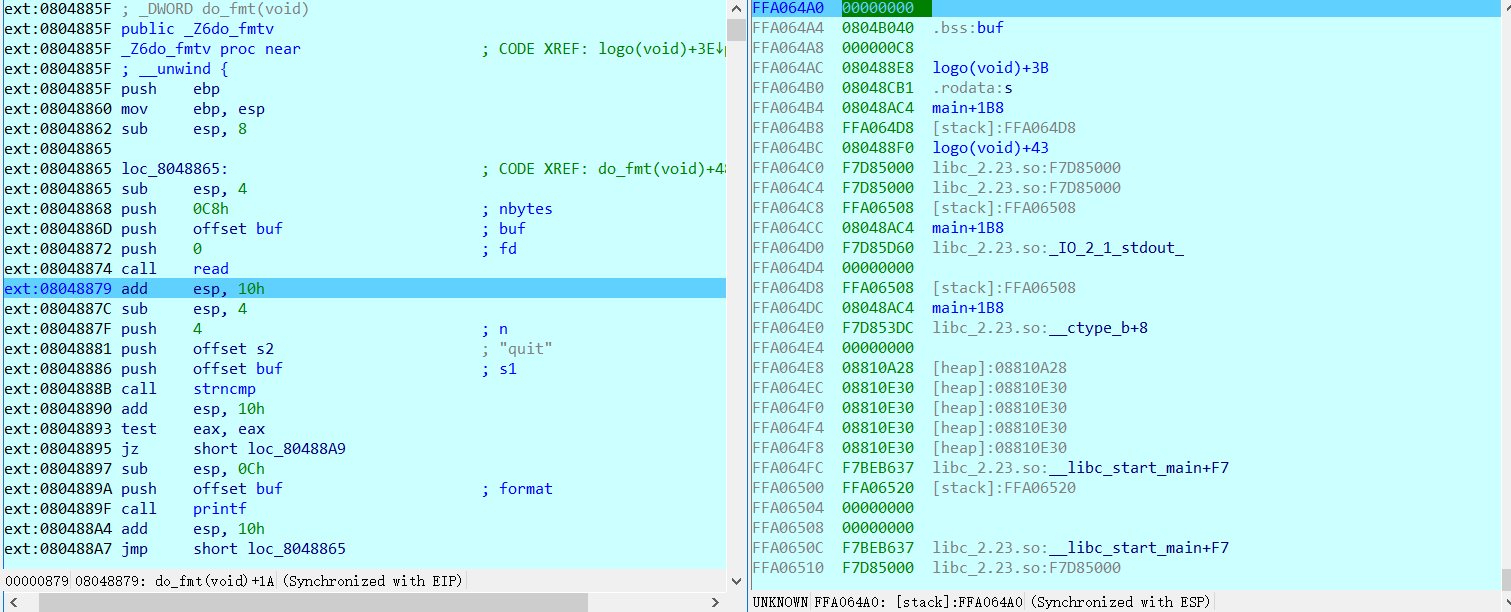 ext:0804885F ; _DWORD do_fmt(void)
ext:0804885F public _Z6do_fmtv
ext:0804885F _Z6do_fmtv proc near ; CODE XREF: logo(void)+3E↓p
ext:0804885F ; __unwind {
ext:0804885F push ebp
ext:08048860 mov ebp, esp
ext:08048862 sub esp, 8
ext:08048865
ext:08048865 loc_8048865: ; CODE XREF: do_fmt(void)+48
ext:08048865 sub esp, 4
ext:08048868 push 0C8h ; nbytes
ext:0804886D push offset buf ; buf
ext:08048872 push 0 ; fd
ext:08048874 call read
ext:08048879 add esp, 10h
ext:0804887C sub esp, 4
ext:0804887F push 4 ; n
ext:08048881 push offset s2 ; "quit"
ext:08048886 push offset buf ; s1
ext:0804888B call strncmp
ext:08048890 add esp, 10h
ext:08048893 test eax, eax
ext:08048895 jz short loc_80488A9
ext:08048897 sub esp, 0Ch
ext:0804889A push offset buf ; format
ext:0804889F call printf
ext:080488A4 add esp, 10h
ext:080488A7 jmp short loc_8048865
00000879 08048879: do_fmt(void)+1A (Synchronized with EIP)
FFA064A0 00000000
FFA064A4 0804B040 .bss:buf
FFA064A8 000000C8
FFA064AC 080488E8 logo(void)+3B
FFA064B0 08048CB1 .rodata:s
FFA064B4 08048AC4 main+1B8
FFA064B8 FFA064D8 [stack]:FFA064D8
FFA064BC 080488F0 logo(void)+43
FFA064C0 F7D85000 libc_2.23.so:F7D85000
FFA064C4 F7D85000 libc_2.23.so:F7D85000
FFA064C8 FFA06508 [stack]:FFA06508
FFA064CC 08048AC4 main+1B8
FFA064D0 F7D85D60 libc_2.23.so:_IO_2_1_stdout_
FFA064D4 00000000
FFA064D8 FFA06508 [stack]:FFA06508
FFA064DC 08048AC4 main+1B8
FFA064E0 F7D853DC libc_2.23.so:__ctype_b+8
FFA064E4 00000000
FFA064E8 08810A28 [heap]:08810A28
FFA064EC 08810E30 [heap]:08810E30
FFA064F0 08810E30 [heap]:08810E30
FFA064F4 08810E30 [heap]:08810E30
FFA064F8 08810E30 [heap]:08810E30
FFA064FC F7BEB637 libc_2.23.so:__libc_start_main+F7
FFA06500 FFA06520 [stack]:FFA06520
FFA06504 00000000
FFA06508 00000000
FFA0650C F7BEB637 libc_2.23.so:__libc_start_main+F7
FFA06510 F7D85000 libc_2.23.so:F7D85000
UNKNOWN FFA064A0: [stack]:FFA064A0 (Synchronized with ESP)